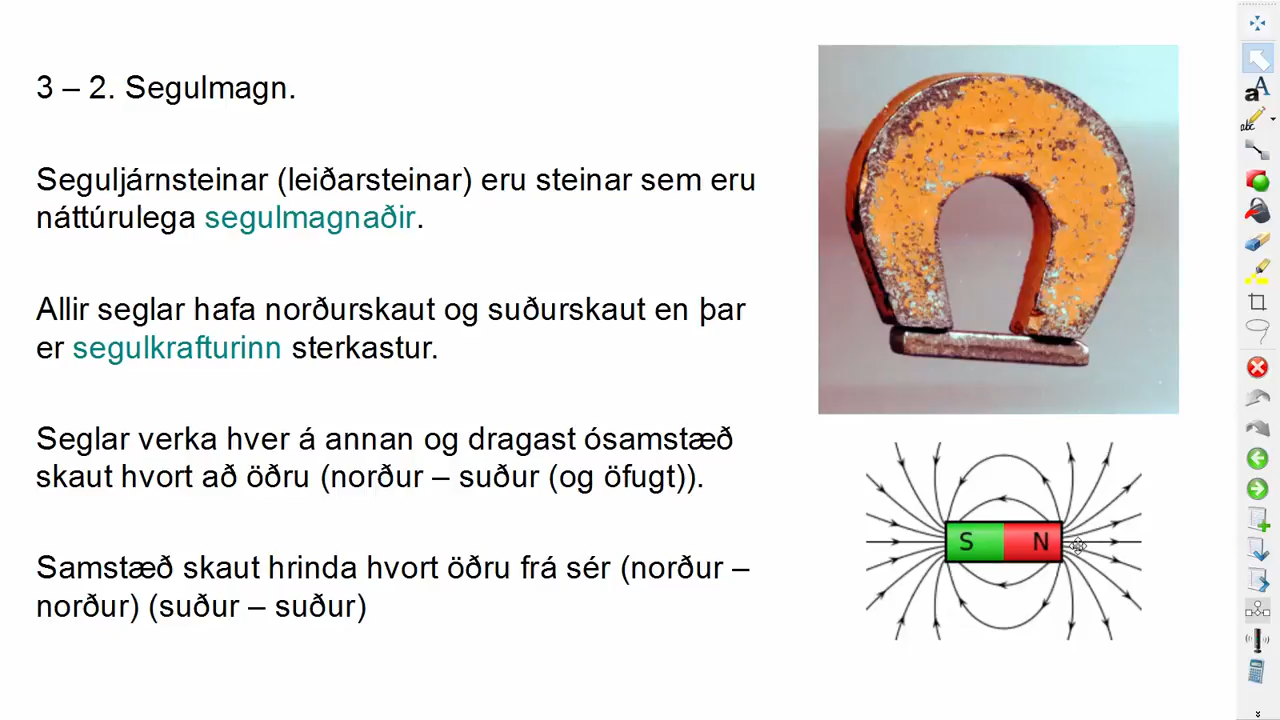 3 – 2. Segulmagn.
Seguljárnsteinar (leiðarsteinar) eru steinar sem eru
náttúrulega segulmagnaðir.
Allir seglar hafa norðurskaut og suðurskaut en þar
er segulkrafturinn sterkastur.
Seglar verka hver á annan og dragast ósamstæð
skaut hvort að öðru (norður – suður (og öfugt)).
Samstæð skaut hrinda hvort öðru frá sér (norður –
norður) (suður – suður)
S N
a A
abc